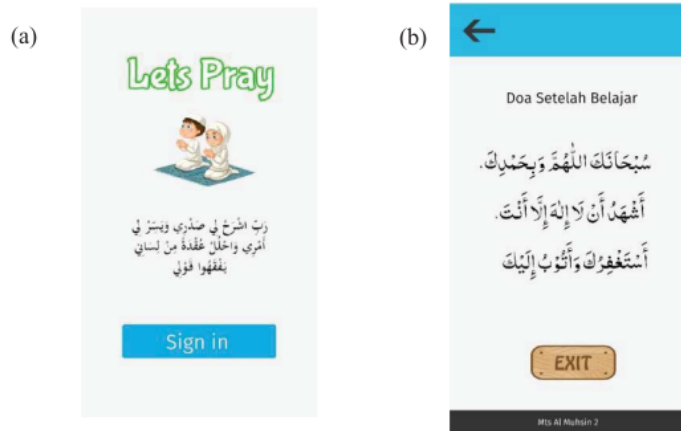 (a)
Lets Pray
رَبِّ اشْرَحْ لِي صَدْرِي وَيَسِّرْ لِي
أَمْرِي وَاحْلُلْ عُقْدَةً مِنْ لِسَانِي
يَفْقَهُوا قَوْلِي
Sign in
(b)
Doa Setelah Belajar
سُبْحَانَكَ اللّٰهُمَّ وَبِحَمْدِكَ.
أَشْهَدُ أَنْ لَا إِلٰهَ إِلَّا أَنْتَ.
أَسْتَغْفِرُكَ وَأَتُوْبُ إِلَيْكَ
EXIT
Mts Al Muhsin 2